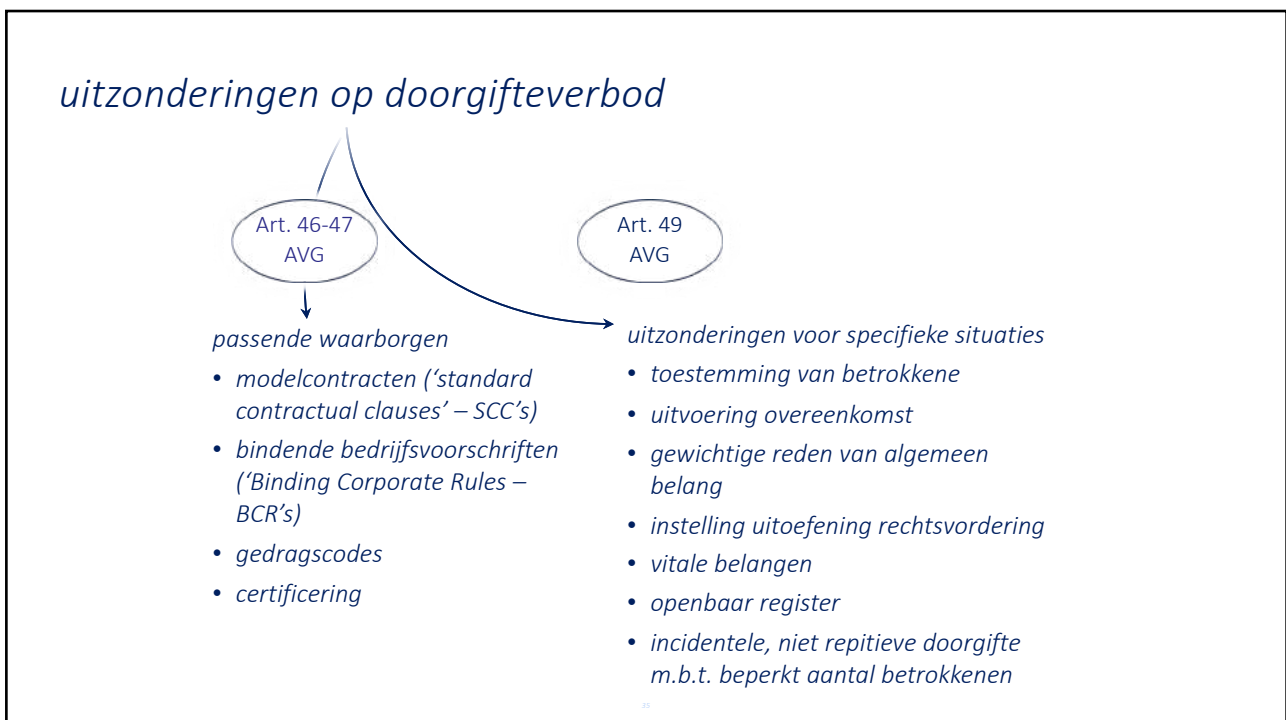 uitzonderingen op doorgifteverbod
Art. 46-47
AVG
passende waarborgen
• modelcontracten (‘standard
contractual clauses’ – SCC’s)
• bindende bedrijfsvoorschriften
(‘Binding Corporate Rules –
BCR’s)
• gedragscodes
• certificering
Art. 49
AVG
uitzonderingen voor specifieke situaties
• toestemming van betrokkene
• uitvoering overeenkomst
• gewichtige reden van algemeen
belang
• instelling uitoefening rechtsvordering
• vitale belangen
• openbaar register
• incidentele, niet repitieve doorgifte
m.b.t. beperkt aantal betrokkenen